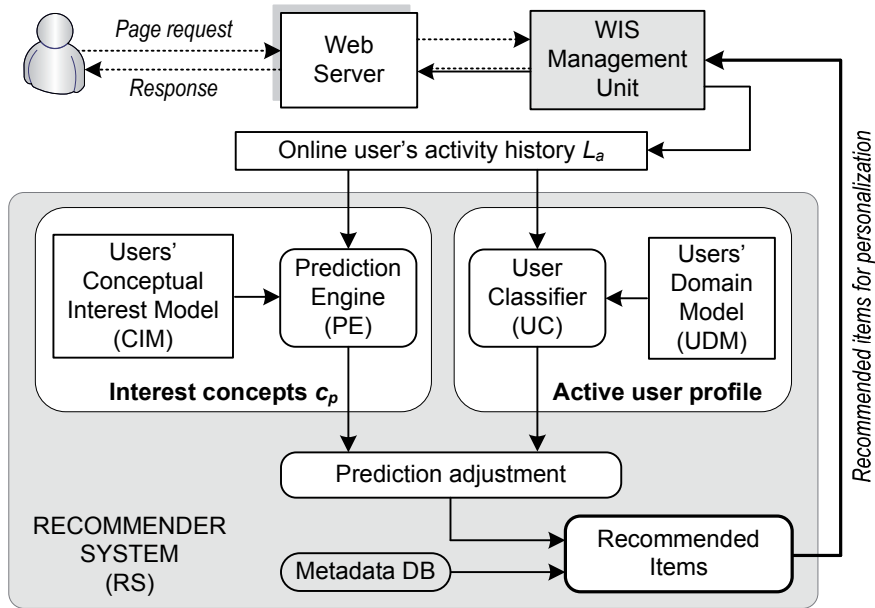 Page request
Response
Web
Server
WIS
Management
Unit
Online user’s activity history Lₐ
Users’
Conceptual
Interest Model
(CIM)
Prediction
Engine
(PE)
Interest concepts cₚ
User
Classifier
(UC)
Users’
Domain
Model
(UDM)
Active user profile
Prediction adjustment
RECOMMENDER
SYSTEM
(RS)
Metadata DB
Recommended
Items
Recommended items for personalization